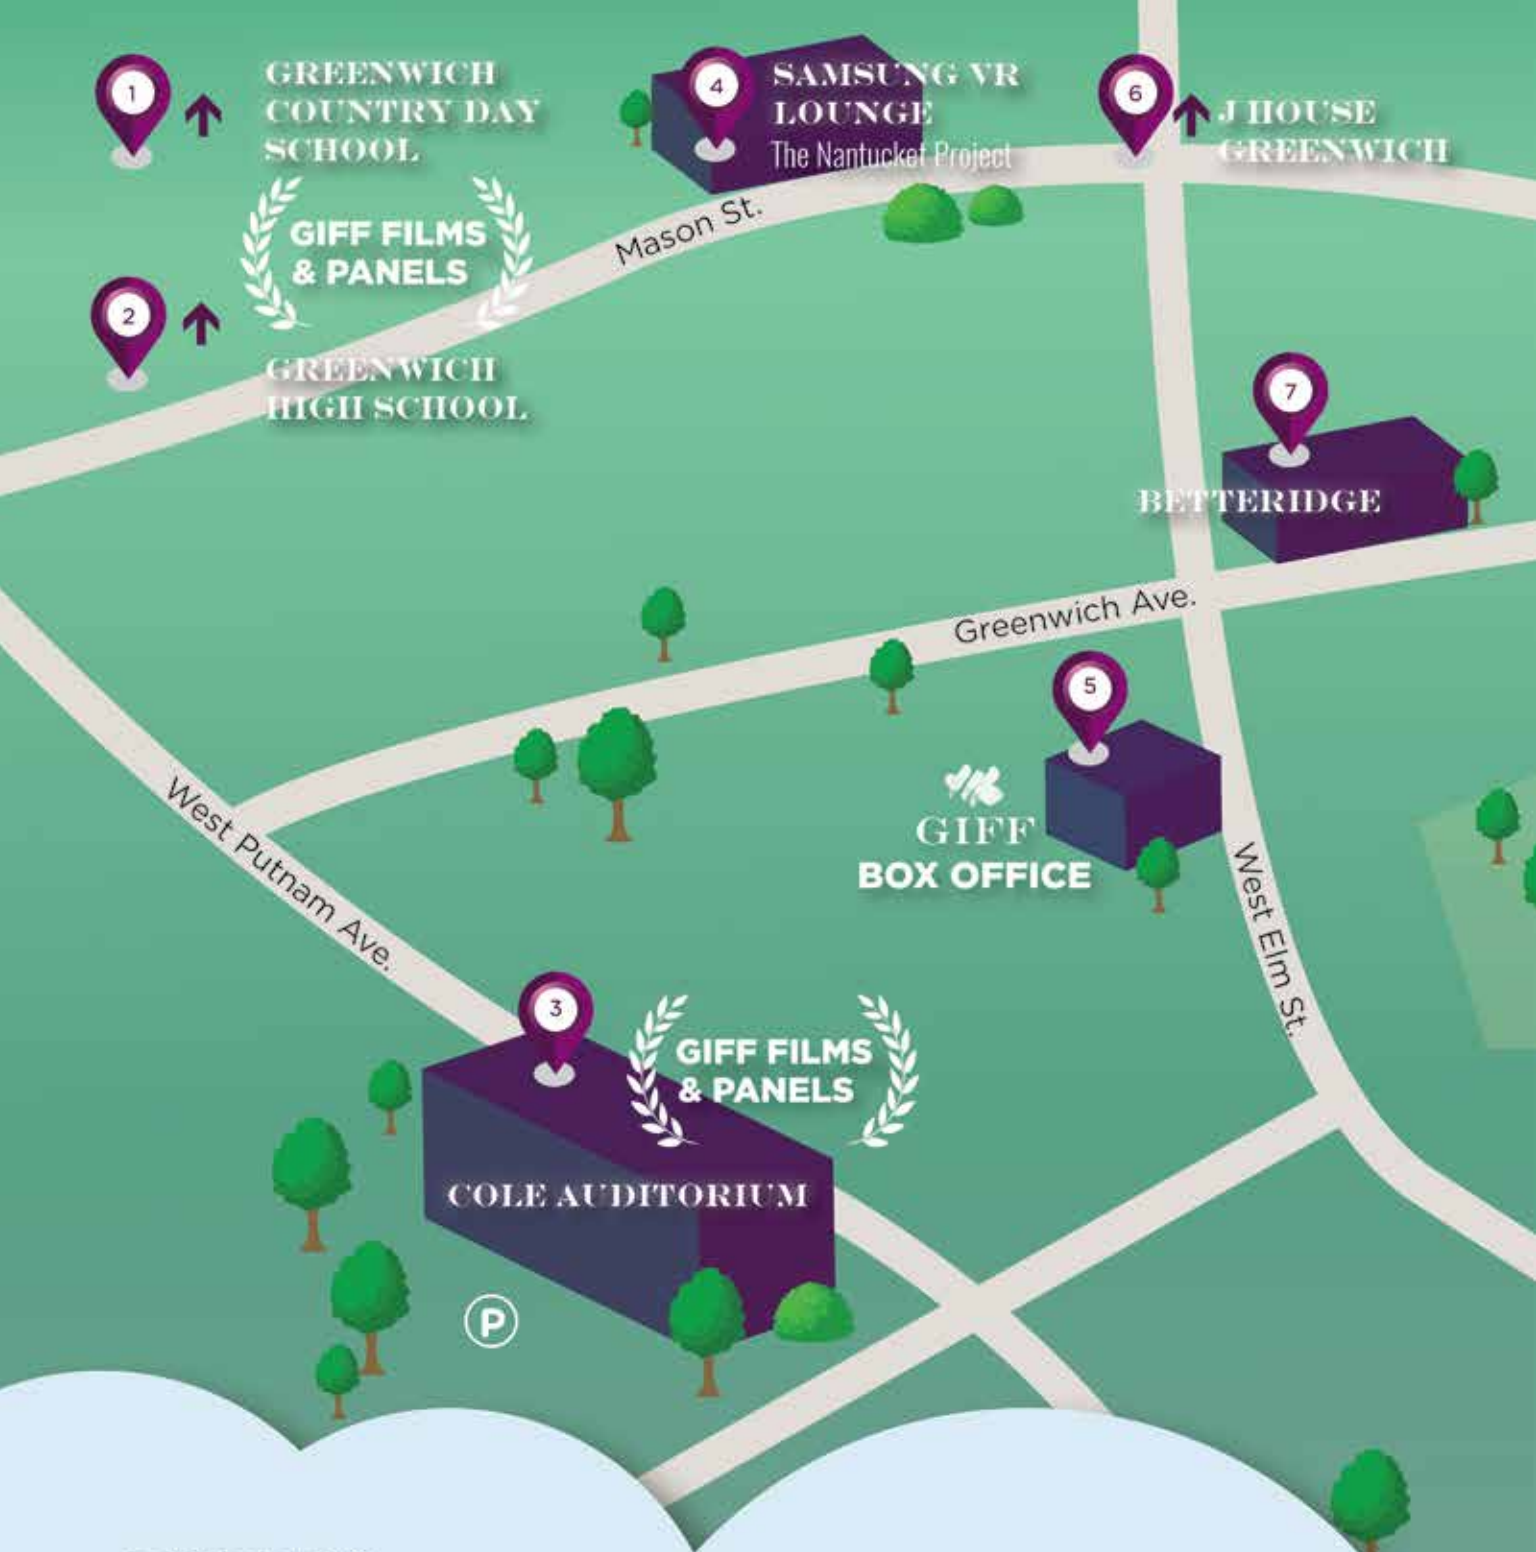 1
GREENWICH
COUNTRY DAY
SCHOOL
GIFF FILMS
& PANELS
2
GREENWICH
HIGH SCHOOL
4
SAMSUNG VR
LOUNGE
The Nantucket Project
6
J HOUSE
GREENWICH
Mason St.
7
BETTERIDGE
Greenwich Ave.
5
GIFF
BOX OFFICE
West Putnam Ave.
West Elm St.
3
GIFF FILMS
& PANELS
COLE AUDITORIUM
P